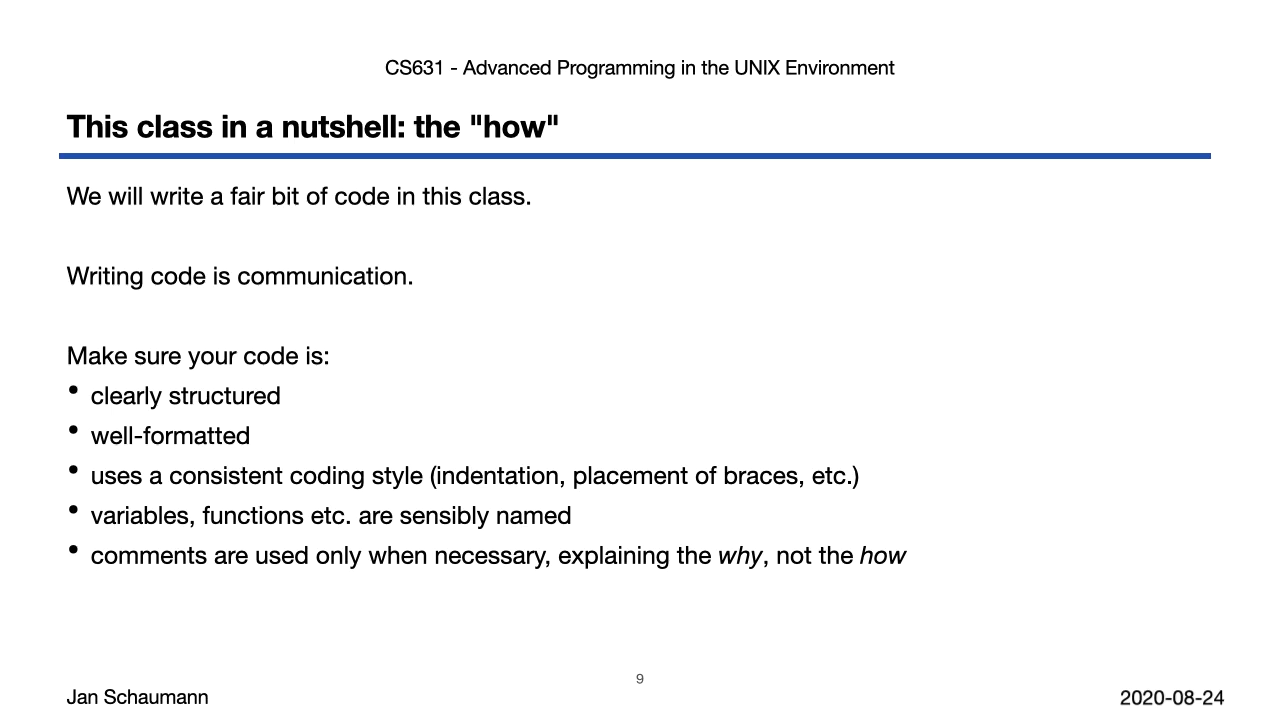 CS631 - Advanced Programming in the UNIX Environment
This class in a nutshell: the "how"
We will write a fair bit of code in this class.
Writing code is communication.
Make sure your code is:
• clearly structured
• well-formatted
• uses a consistent coding style (indentation, placement of braces, etc.)
• variables, functions etc. are sensibly named
• comments are used only when necessary, explaining the why, not the how
9
Jan Schaumann
2020-08-24